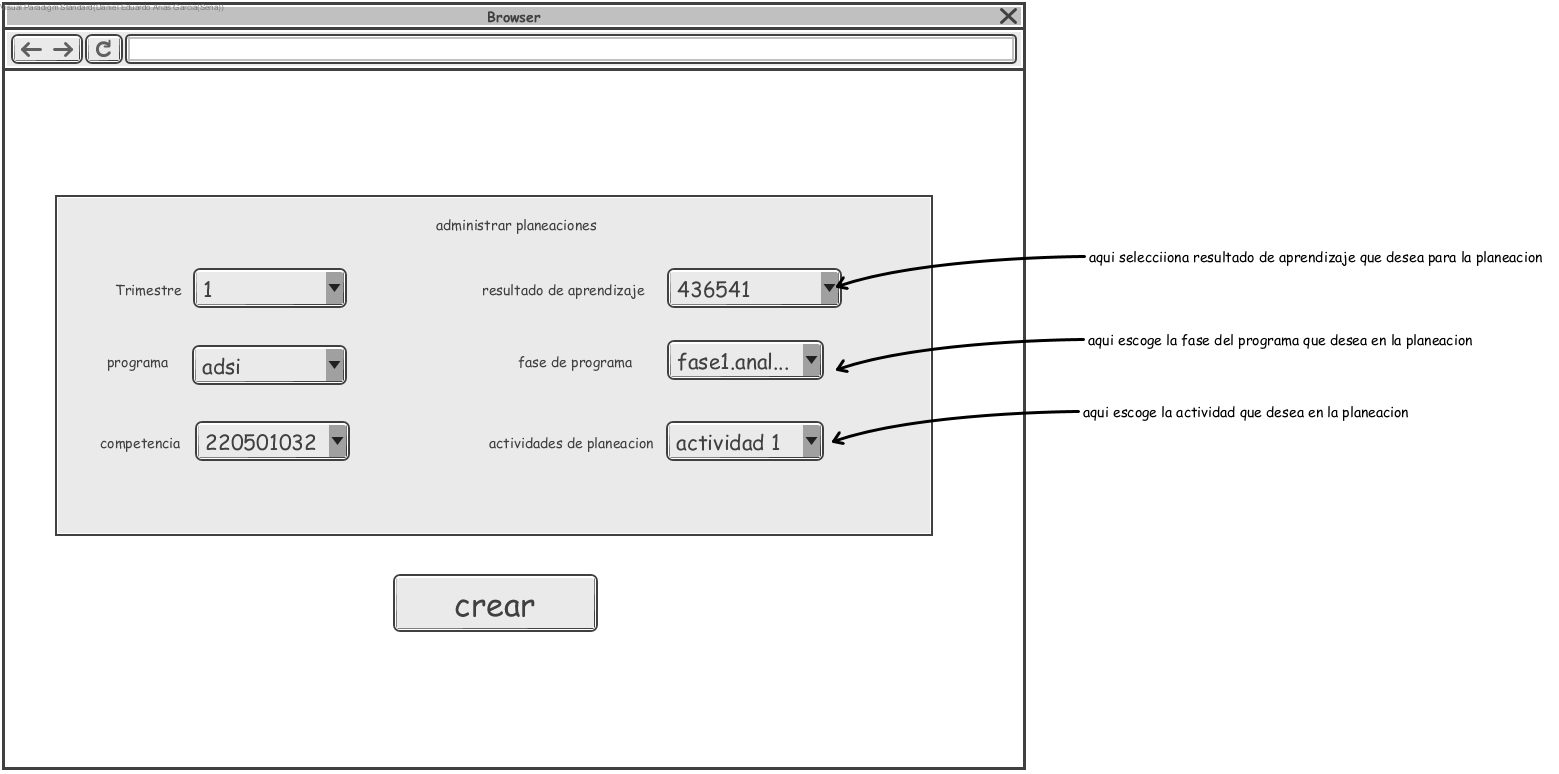 Visual Paradigm Standard(Daniel Eduardo Arias Garcia(Sena))
Browser
administrar planeaciones
Trimestre 1 resultado de aprendizaje 436541
aqui selecciiona resultado de aprendizaje que desea para la planeacion
programa adsi fase de programa fase1.anal...
aqui escoge la fase del programa que desea en la planeacion
competencia 220501032 actividades de planeacion actividad 1
aqui escoge la actividad que desea en la planeacion
crear